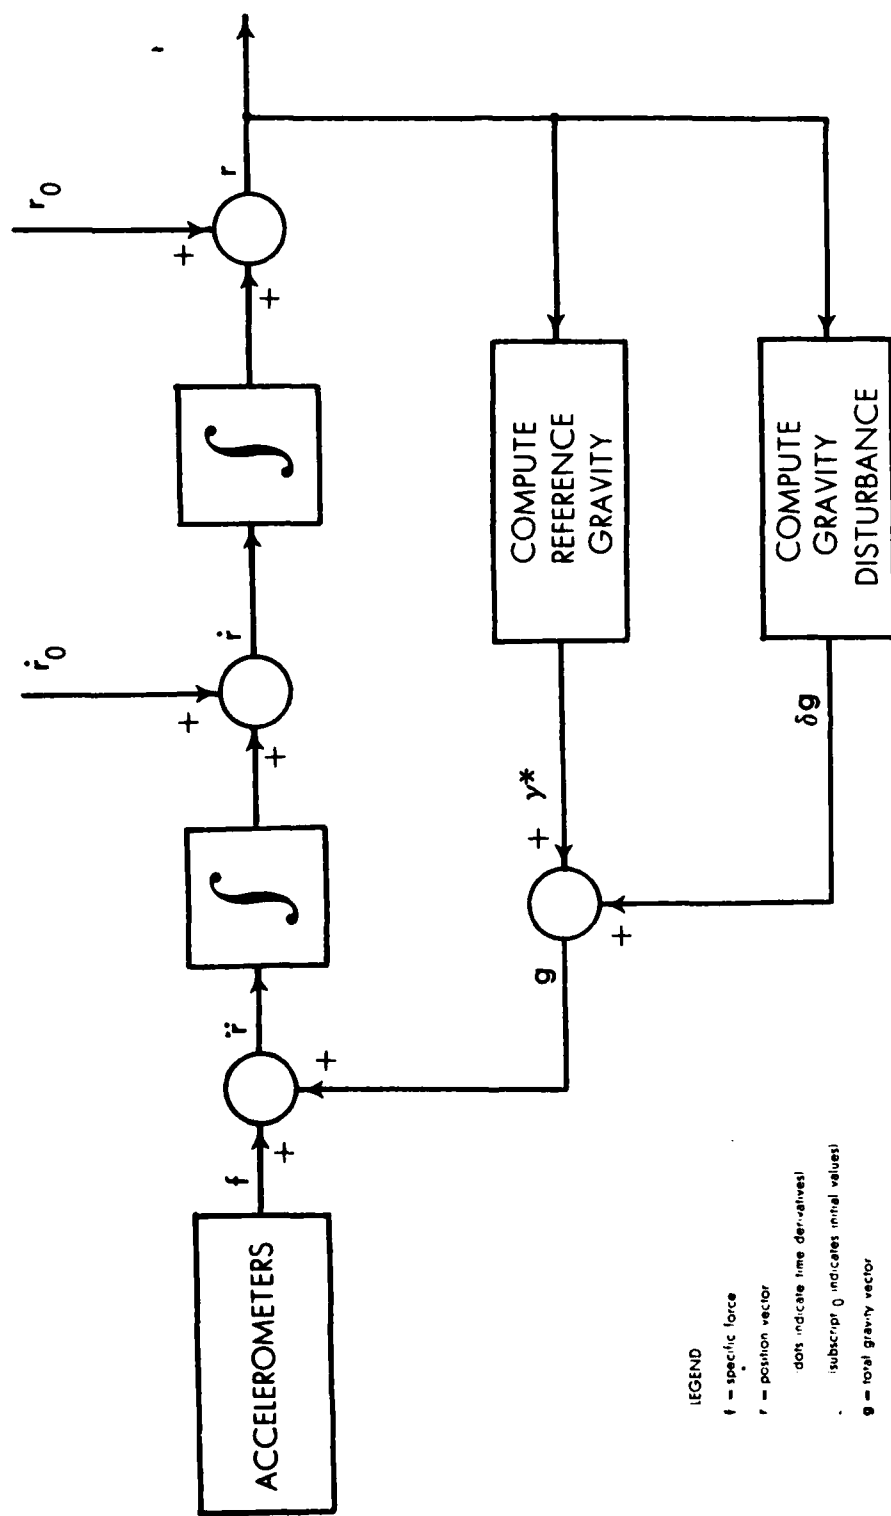 ACCELEROMETERS
f
+
+
r̈
∫
+
+
ṙ₀
ṙ
∫
+
+
r₀
r
g
+
+
γ*
δg
COMPUTE
REFERENCE
GRAVITY
COMPUTE
GRAVITY
DISTURBANCE
LEGEND
f = specific force
r = position vector
dots indicate time derivatives)
(subscript 0 indicates initial values)
g = total gravity vector